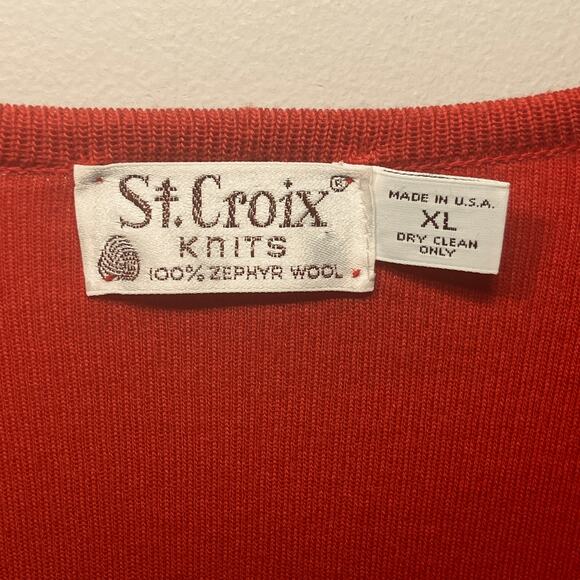 St. Croix®
KNITS
100% ZEPHYR WOOL
MADE IN U.S.A.
XL
DRY CLEAN
ONLY